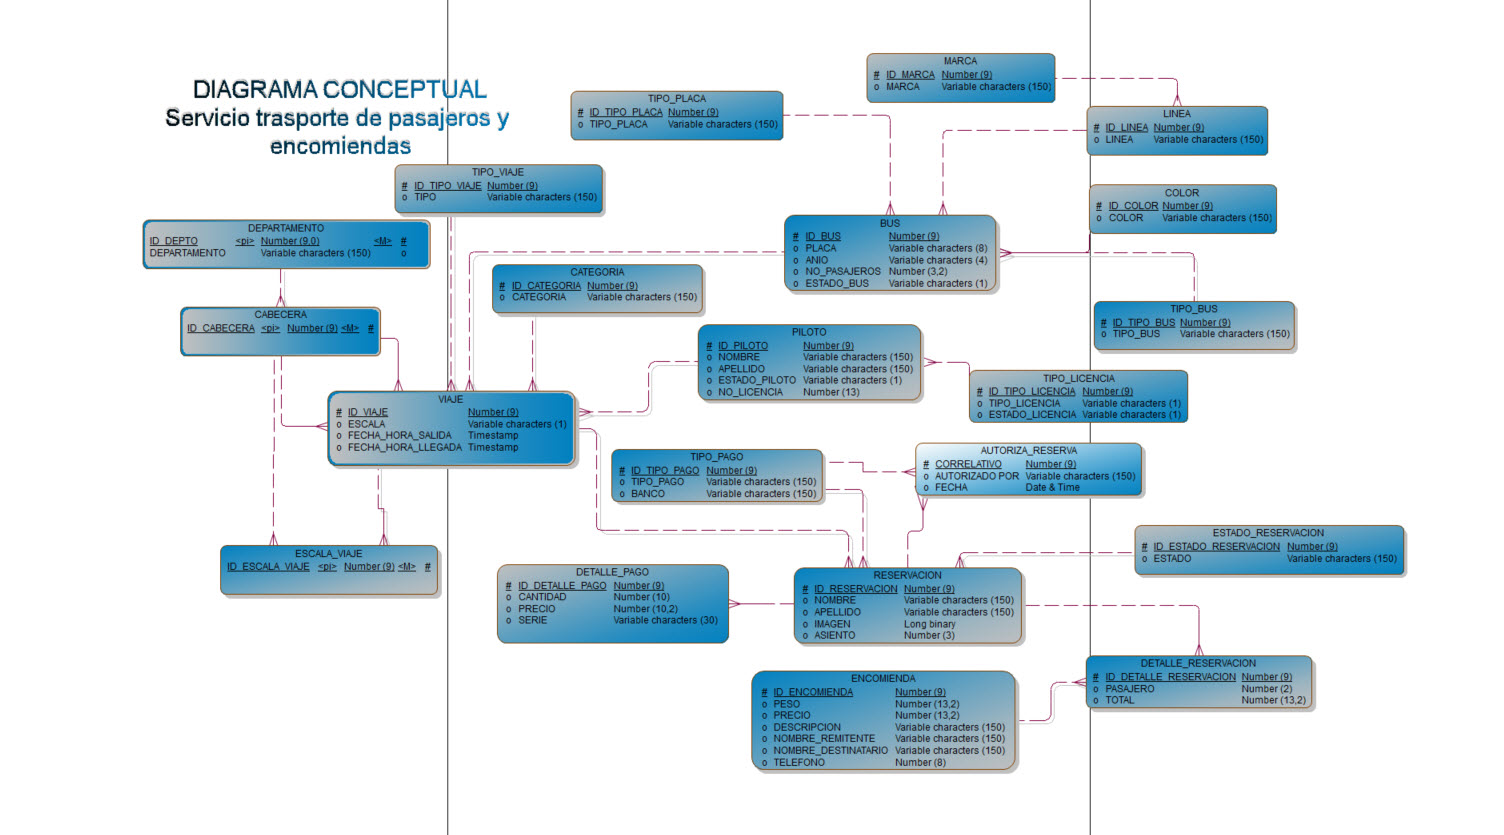 DIAGRAMA CONCEPTUAL
Servicio trasporte de pasajeros y
encomiendas
MARCA
# ID_MARCA Number (9)
o MARCA Variable characters (150)
TIPO_PLACA
# ID_TIPO_PLACA Number (9)
o TIPO_PLACA Variable characters (150)
LINEA
# ID_LINEA Number (9)
o LINEA Variable characters (150)
TIPO_VIAJE
# ID_TIPO_VIAJE Number (9)
o TIPO Variable characters (150)
COLOR
# ID_COLOR Number (9)
o COLOR Variable characters (150)
DEPARTAMENTO
ID_DEPTO <pi> Number (9,0) <M> #
DEPARTAMENTO Variable characters (150) o
BUS
# ID_BUS Number (9)
o PLACA Variable characters (8)
o ANIO Variable characters (4)
o NO_PASAJEROS Number (3,2)
o ESTADO_BUS Variable characters (1)
CATEGORIA
# ID_CATEGORIA Number (9)
o CATEGORIA Variable characters (150)
TIPO_BUS
# ID_TIPO_BUS Number (9)
o TIPO_BUS Variable characters (150)
CABECERA
ID_CABECERA <pi> Number (9) <M> #
PILOTO
# ID_PILOTO Number (9)
o NOMBRE Variable characters (150)
o APELLIDO Variable characters (150)
o ESTADO_PILOTO Variable characters (1)
o NO_LICENCIA Number (13)
TIPO_LICENCIA
# ID_TIPO_LICENCIA Number (9)
o TIPO_LICENCIA Variable characters (1)
o ESTADO_LICENCIA Variable characters (1)
VIAJE
# ID_VIAJE Number (9)
o ESCALA Variable characters (1)
o FECHA_HORA_SALIDA Timestamp
o FECHA_HORA_LLEGADA Timestamp
TIPO_PAGO
# ID_TIPO_PAGO Number (9)
o TIPO_PAGO Variable characters (150)
o BANCO Variable characters (150)
AUTORIZA_RESERVA
# CORRELATIVO Number (9)
o AUTORIZADO POR Variable characters (150)
o FECHA Date & Time
ESTADO_RESERVACION
# ID_ESTADO_RESERVACION Number (9)
o ESTADO Variable characters (150)
ESCALA_VIAJE
ID_ESCALA_VIAJE <pi> Number (9) <M> #
DETALLE_PAGO
# ID_DETALLE_PAGO Number (9)
o CANTIDAD Number (10)
o PRECIO Number (10,2)
o SERIE Variable characters (30)
RESERVACION
# ID_RESERVACION Number (9)
o NOMBRE Variable characters (150)
o APELLIDO Variable characters (150)
o IMAGEN Long binary
o ASIENTO Number (3)
DETALLE_RESERVACION
# ID_DETALLE_RESERVACION Number (9)
o PASAJERO Number (2)
o TOTAL Number (13,2)
ENCOMIENDA
# ID_ENCOMIENDA Number (9)
o PESO Number (13,2)
o PRECIO Number (13,2)
o DESCRIPCION Variable characters (150)
o NOMBRE_REMITENTE Variable characters (150)
o NOMBRE_DESTINATARIO Variable characters (150)
o TELEFONO Number (8)